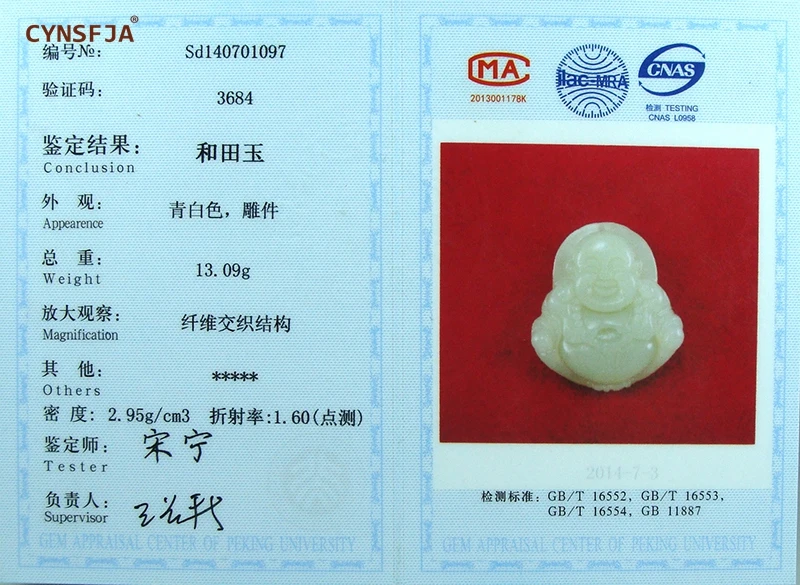 CYNSFJA®
编号№: Sd140701097
验证码: 3684
鉴定结果: 和田玉
Conclusion
外 观: 青白色，雕件
Appearence
总 重: 13.09g
Weight
放大观察: 纤维交织结构
Magnification
其 他: *****
Others
密 度: 2.95g/cm3 折射率:1.60(点测)
鉴定师: 宋宁
Tester
负责人:
Supervisor
GEM APPRAISAL CENTER OF PEKING UNIVERSITY
MA
2013001178K
ilac-MRA
CNAS
检测 TESTING
CNAS L0958
2014-7-3
检测标准: GB/T 16552, GB/T 16553,
GB/T 16554, GB 11887
GEM APPRAISAL CENTER OF PEKING UNIVERSITY